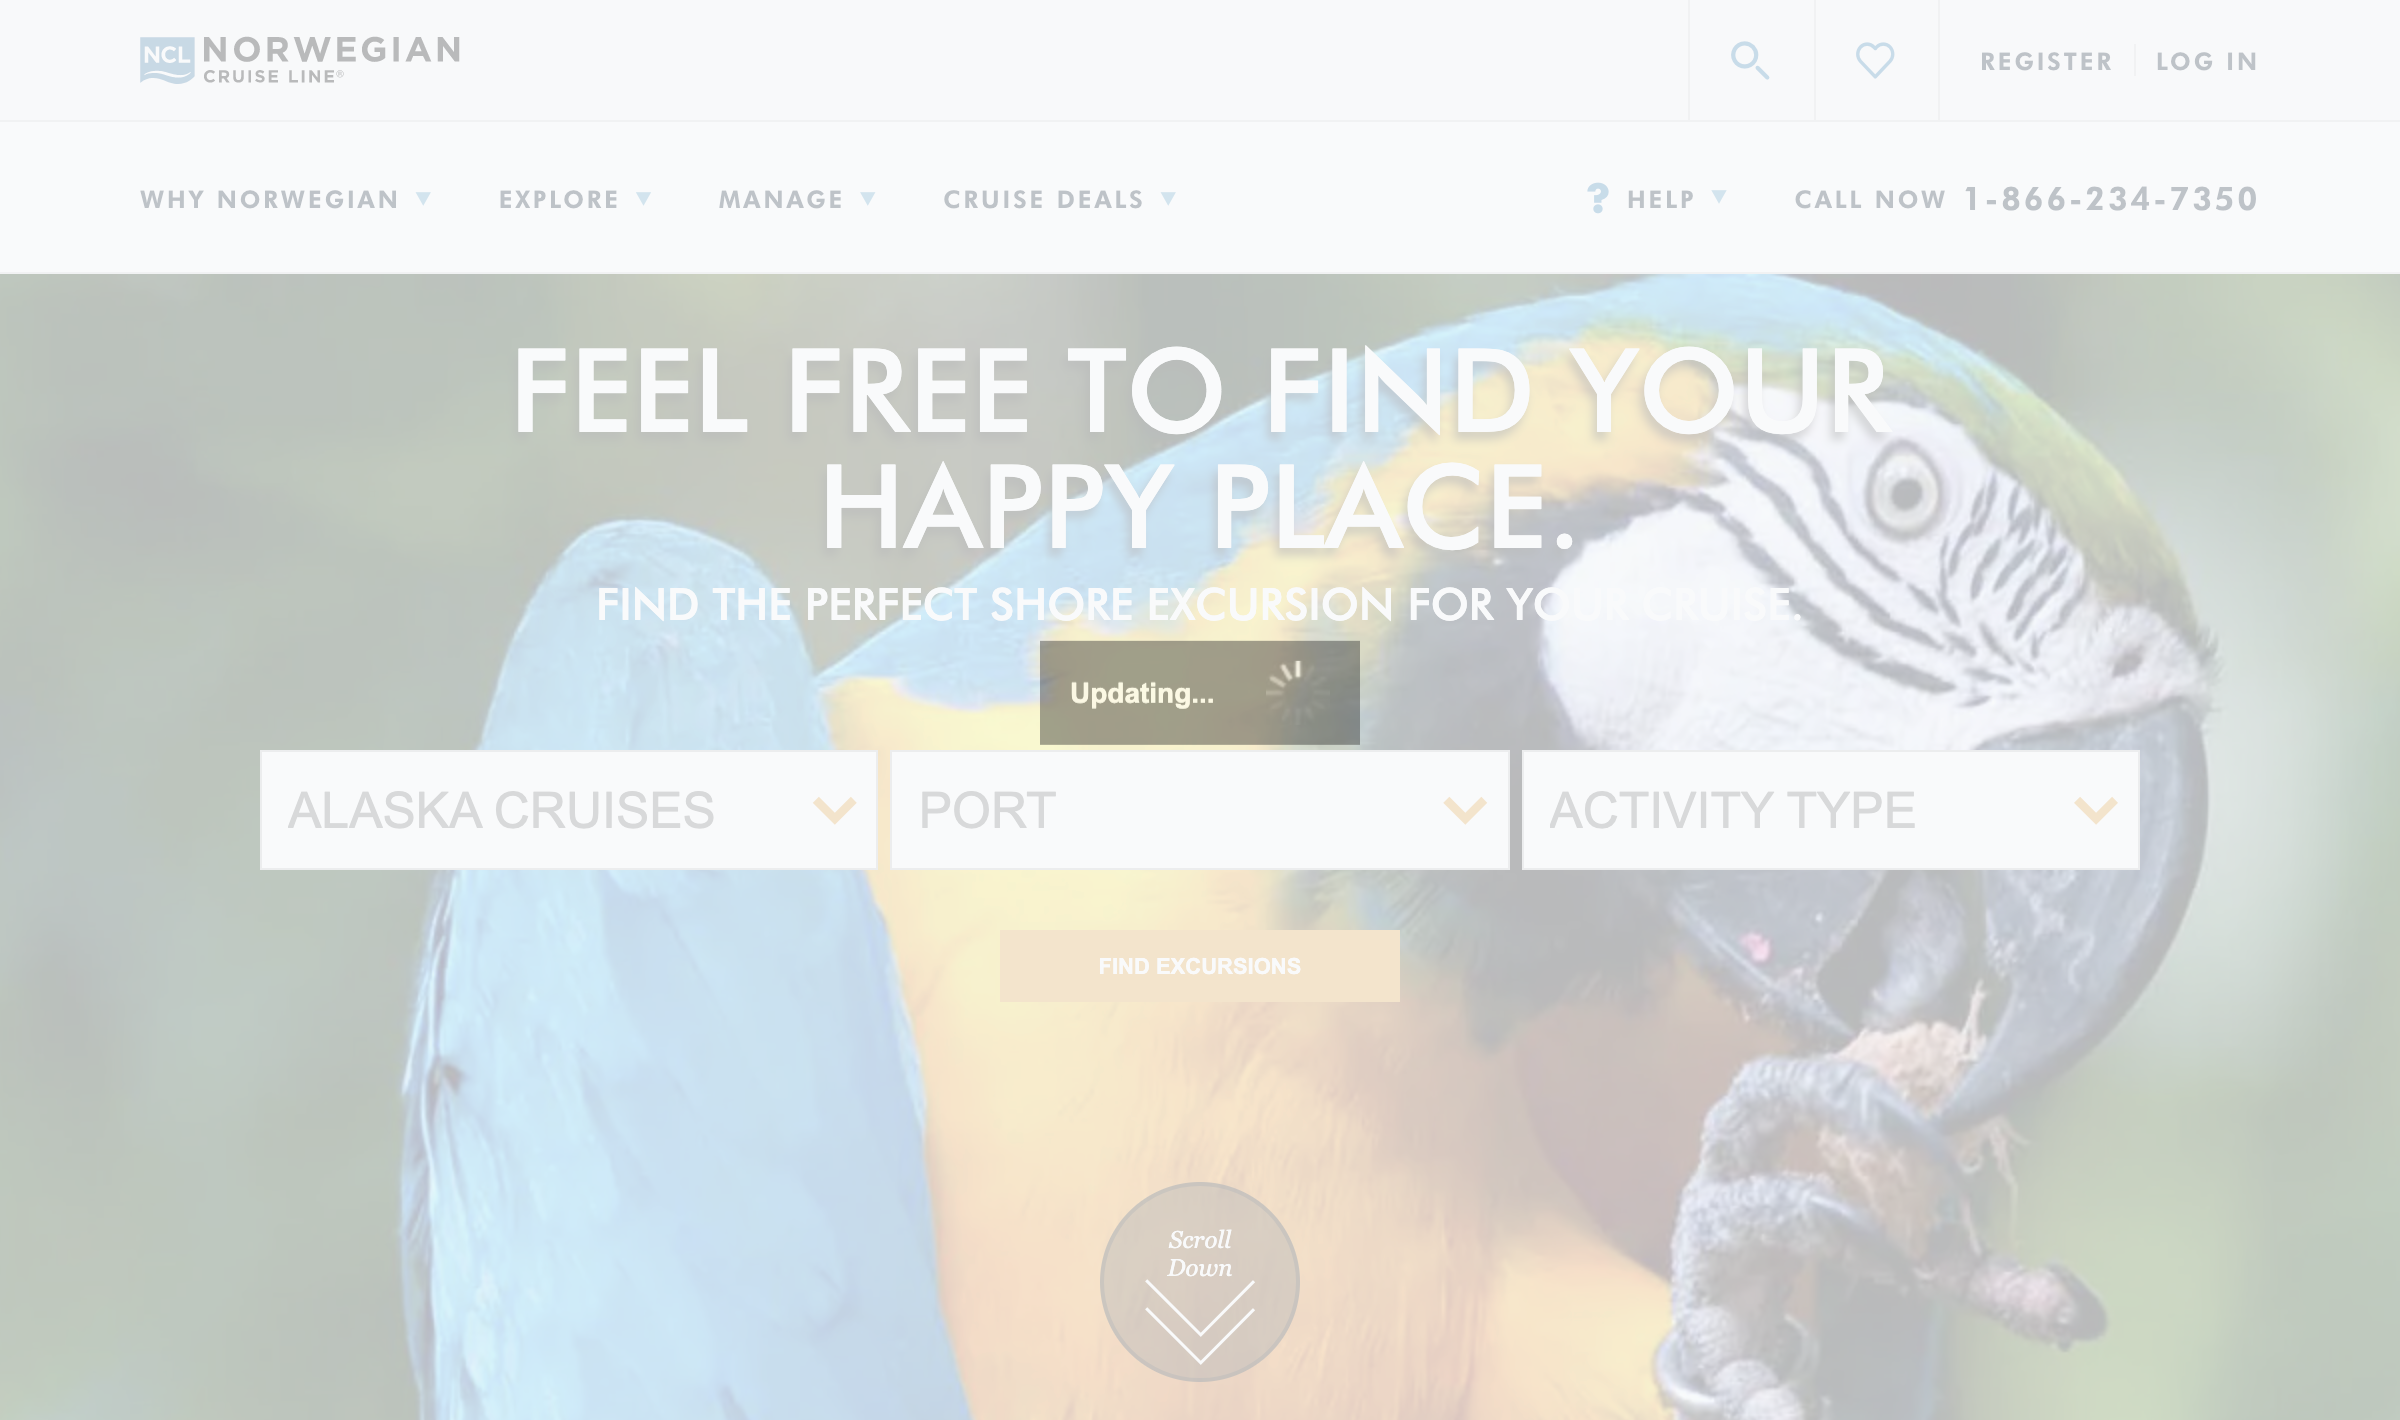 NCL NORWEGIAN
CRUISE LINE®
REGISTER
LOG IN
WHY NORWEGIAN
EXPLORE
MANAGE
CRUISE DEALS
? HELP
CALL NOW 1-866-234-7350
FEEL FREE TO FIND YOUR
HAPPY PLACE.
FIND THE PERFECT SHORE EXCURSION FOR YOUR CRUISE.
Updating...
ALASKA CRUISES
PORT
ACTIVITY TYPE
FIND EXCURSIONS
Scroll
Down